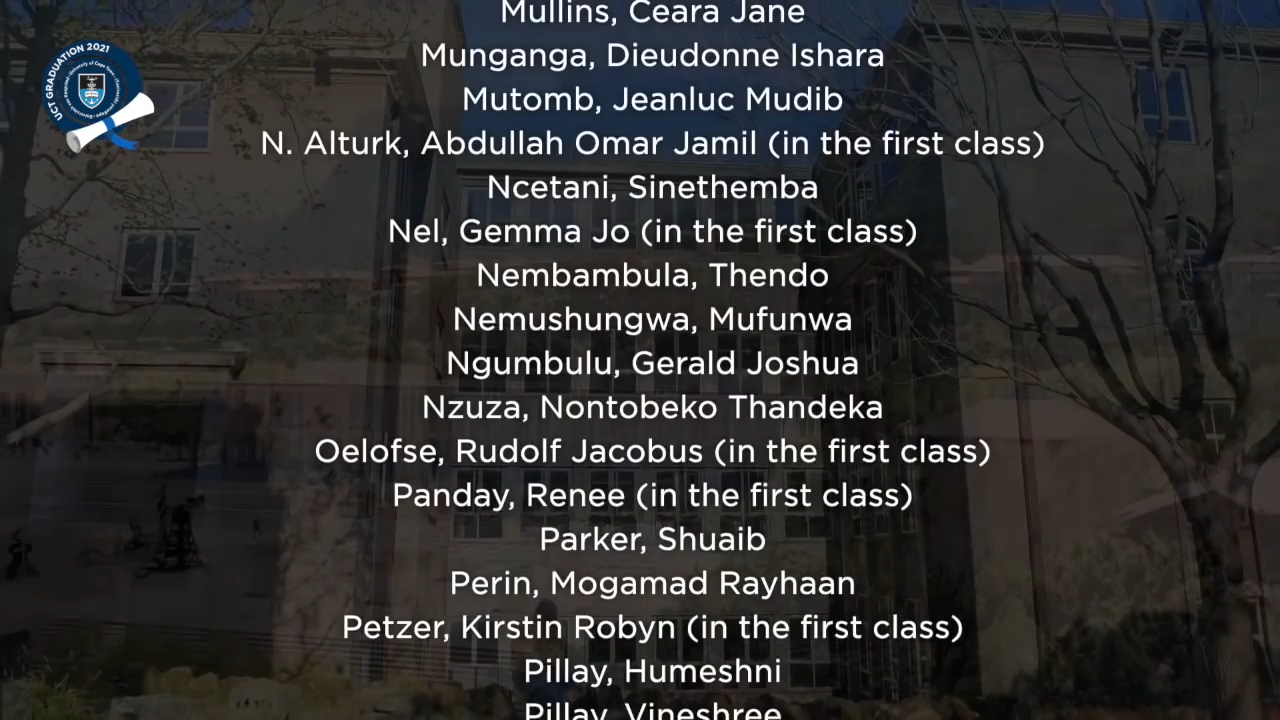 UCT GRADUATION 2021
Mullins, Ceara Jane
Munganga, Dieudonne Ishara
Mutomb, Jeanluc Mudib
N. Alturk, Abdullah Omar Jamil (in the first class)
Ncetani, Sinethemba
Nel, Gemma Jo (in the first class)
Nembambula, Thendo
Nemushungwa, Mufunwa
Ngumbulu, Gerald Joshua
Nzuza, Nontobeko Thandeka
Oelofse, Rudolf Jacobus (in the first class)
Panday, Renee (in the first class)
Parker, Shuaib
Perin, Mogamad Rayhaan
Petzer, Kirstin Robyn (in the first class)
Pillay, Humeshni
Pillay, Vineshree